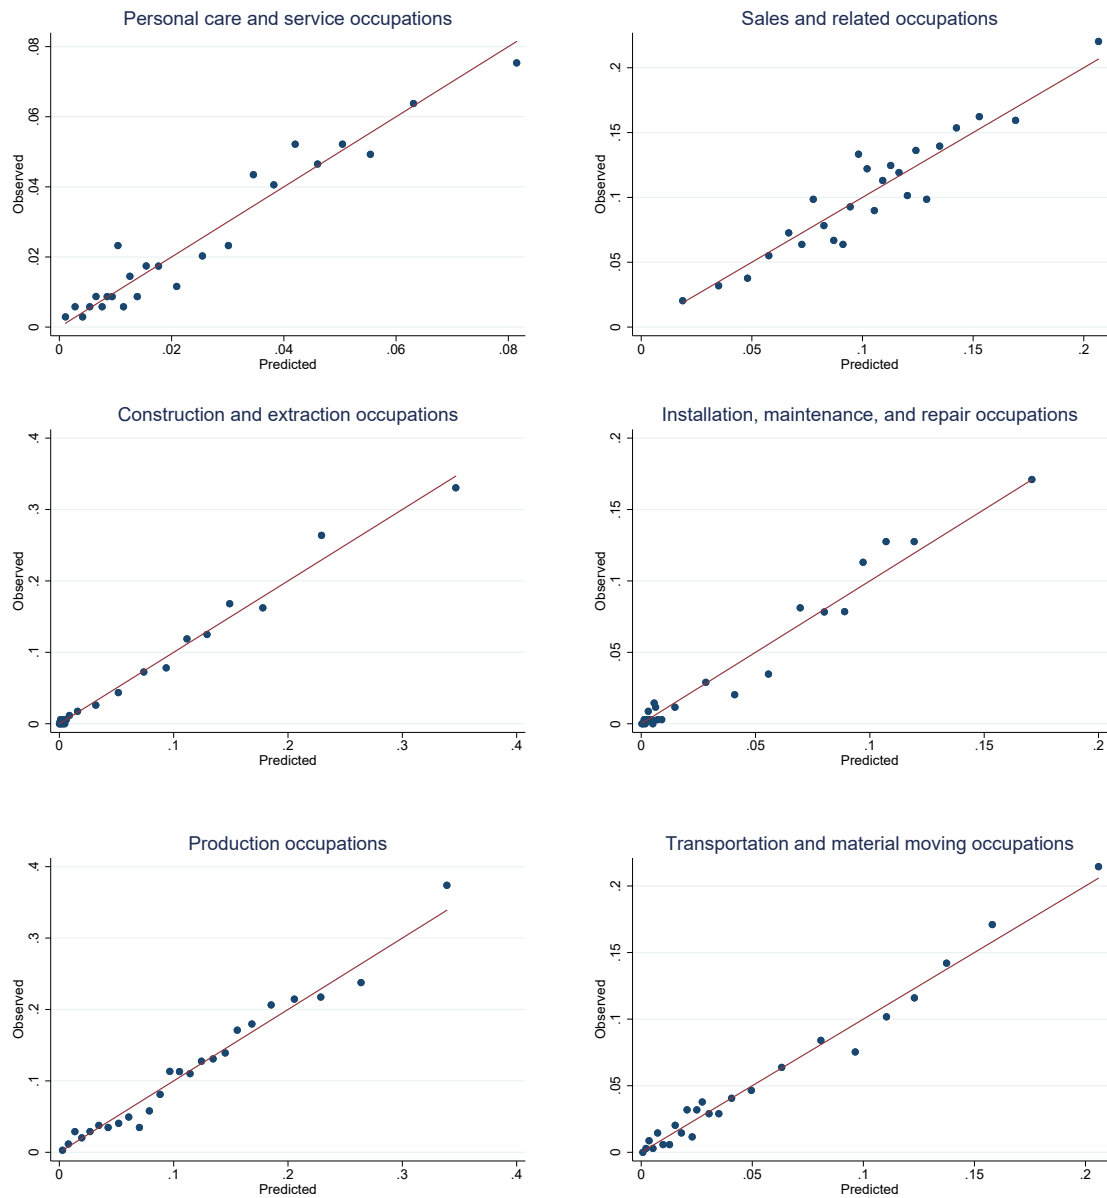 Personal care and service occupations
Observed
.08
.06
.04
.02
0
0 .02 .04 .06 .08
Predicted
Sales and related occupations
Observed
.2
.15
.1
.05
0
0 .05 .1 .15 .2
Predicted
Construction and extraction occupations
Observed
.4
.3
.2
.1
0
0 .1 .2 .3 .4
Predicted
Installation, maintenance, and repair occupations
Observed
.2
.15
.1
.05
0
0 .05 .1 .15 .2
Predicted
Production occupations
Observed
.4
.3
.2
.1
0
0 .1 .2 .3 .4
Predicted
Transportation and material moving occupations
Observed
.2
.15
.1
.05
0
0 .05 .1 .15 .2
Predicted